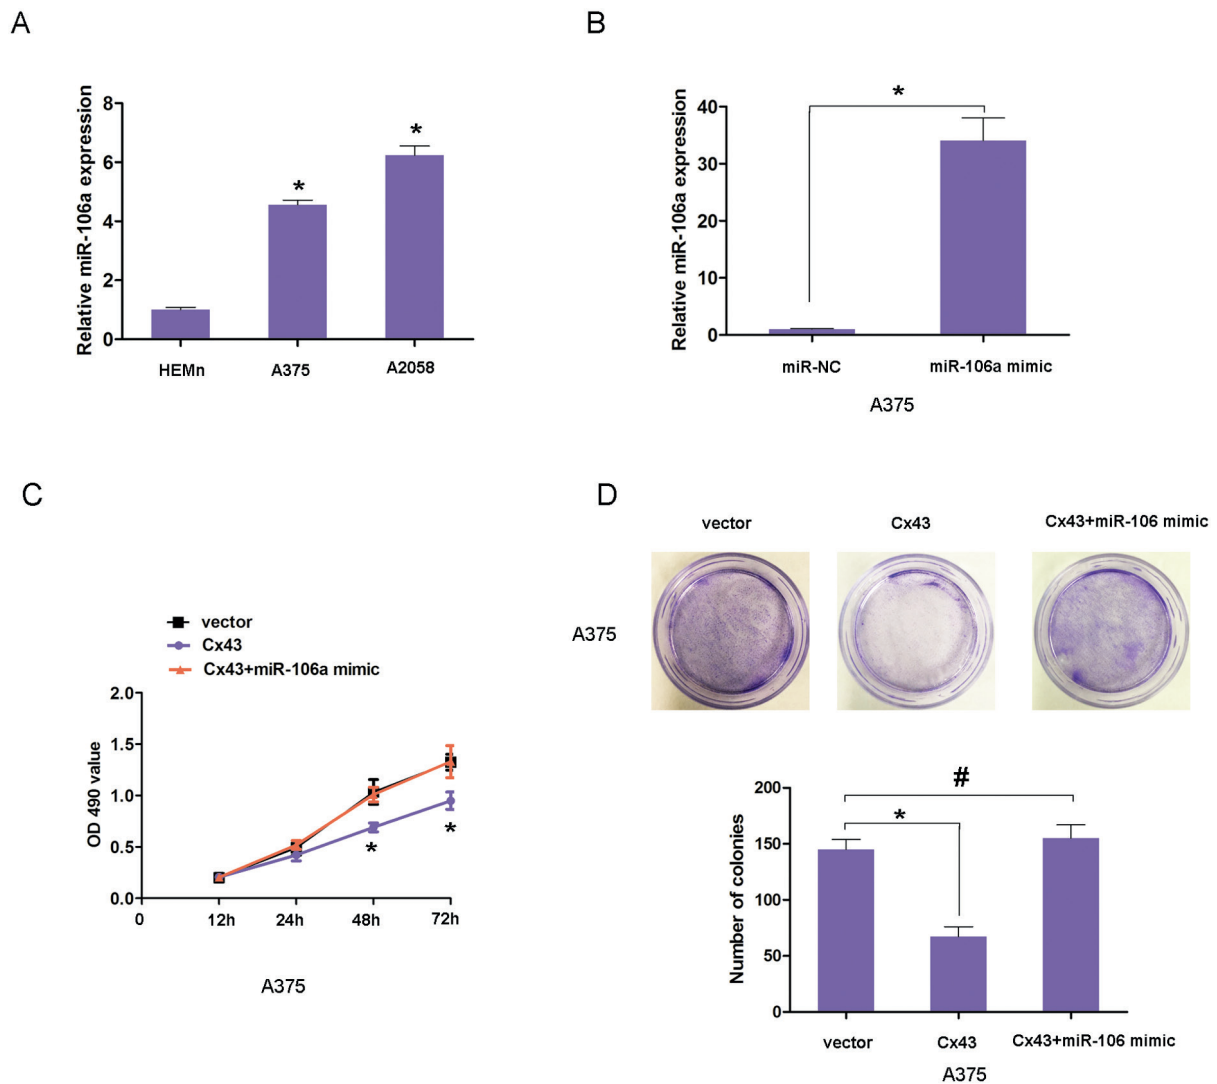 A
B
Relative miR-106a expression
8
6
4
2
0
*
*
HEMn
A375
A2058
Relative miR-106a expression
40
30
20
10
0
*
miR-NC
miR-106a mimic
A375
C
vector
Cx43
Cx43+miR-106a mimic
OD 490 value
2.0
1.5
1.0
0.5
0.0
*
*
0
12h
24h
48h
72h
A375
D
vector
Cx43
Cx43+miR-106 mimic
A375
Number of colonies
200
150
100
50
0
#
*
vector
Cx43
Cx43+miR-106 mimic
A375